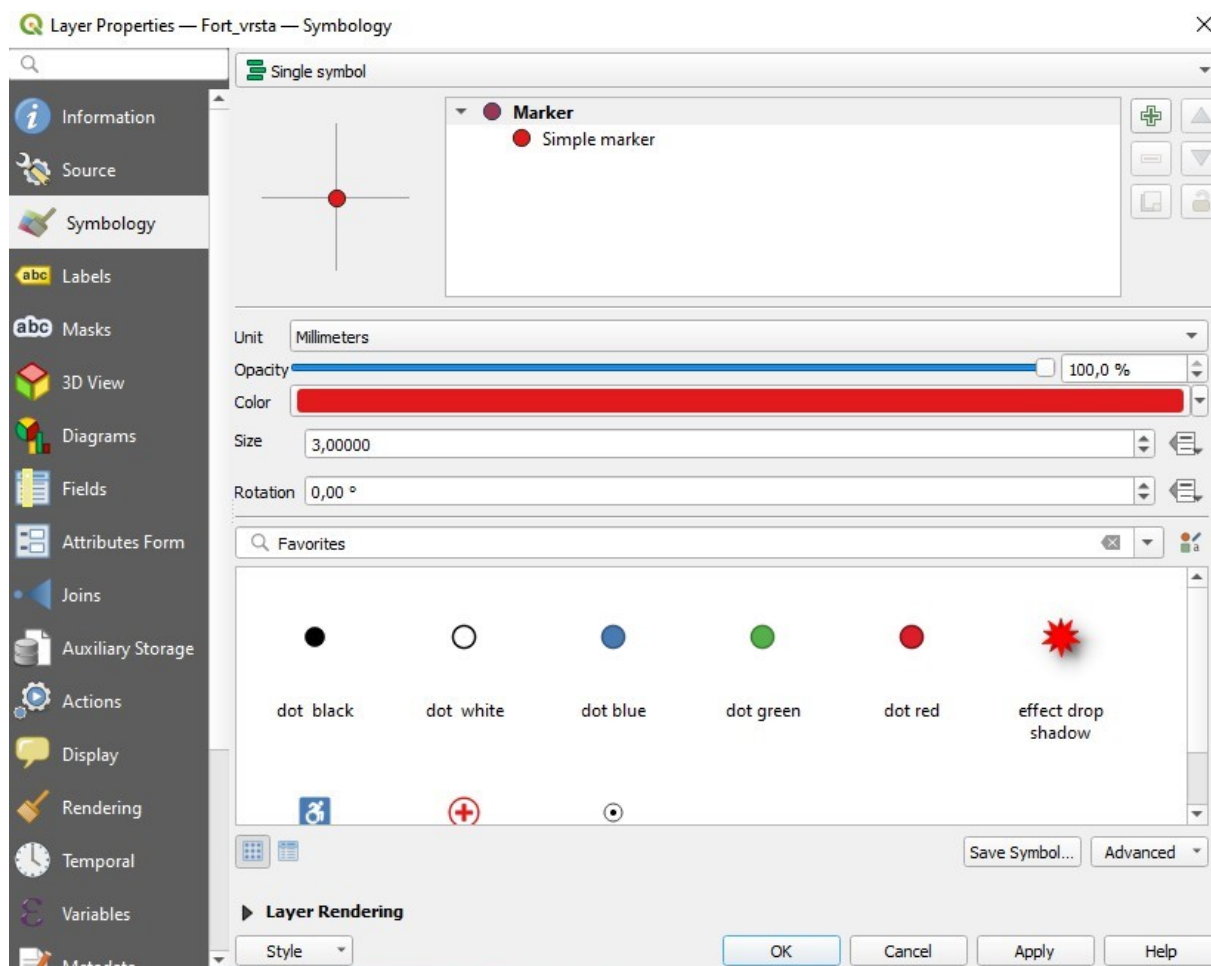 Layer Properties — Fort_vrsta — Symbology
Information
Source
Symbology
abc Labels
abc Masks
3D View
Diagrams
Fields
Attributes Form
Joins
Auxiliary Storage
Actions
Display
Rendering
Temporal
Variables
Metadata
Single symbol
Marker
Simple marker
Unit Millimeters
Opacity 100,0 %
Color
Size 3,00000
Rotation 0,00 °
Favorites
dot black dot white dot blue dot green dot red effect drop
shadow
Save Symbol... Advanced
Layer Rendering
Style OK Cancel Apply Help